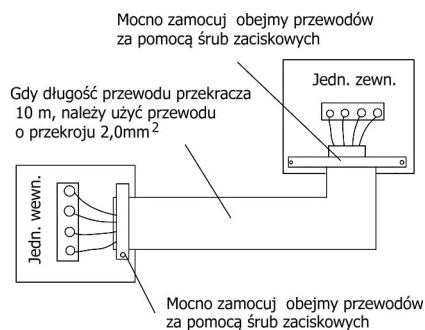 Mocno zamocuj obejmy przewodów
za pomocą śrub zaciskowych
Jedn. zewn.
Gdy długość przewodu przekracza
10 m, należy użyć przewodu
o przekroju 2,0mm²
Jedn. wewn.
Mocno zamocuj obejmy przewodów
za pomocą śrub zaciskowych